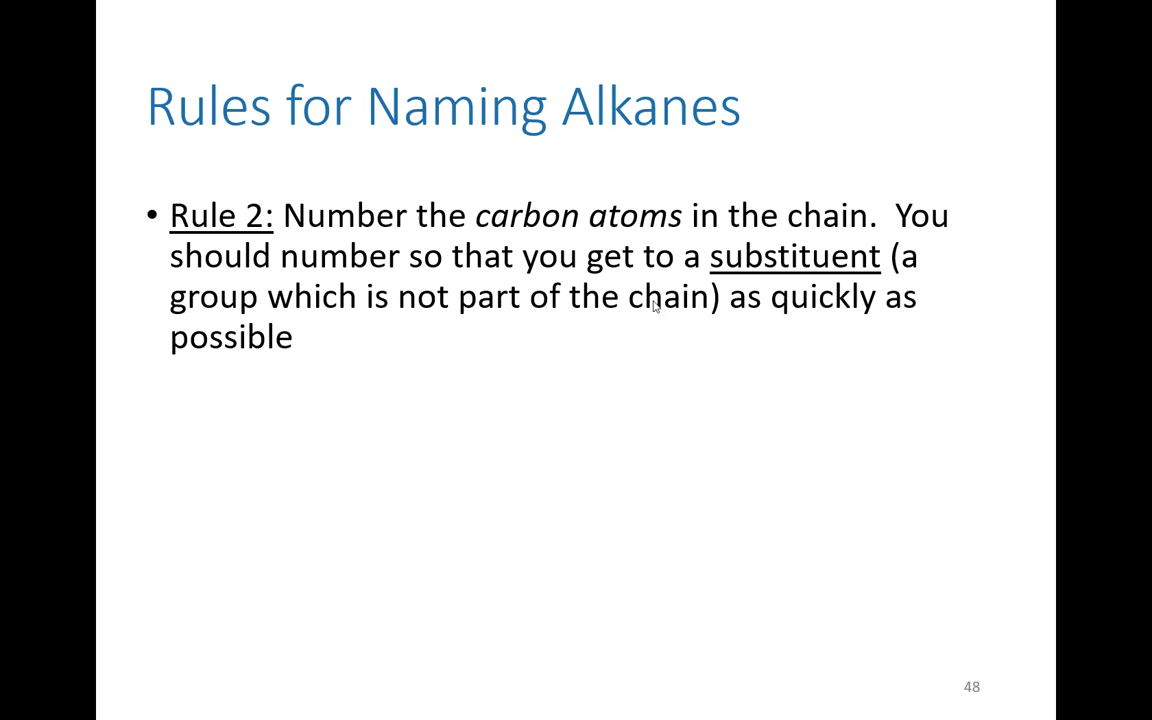 Rules for Naming Alkanes
• Rule 2: Number the carbon atoms in the chain.  You
should number so that you get to a substituent (a
group which is not part of the chain) as quickly as
possible
48